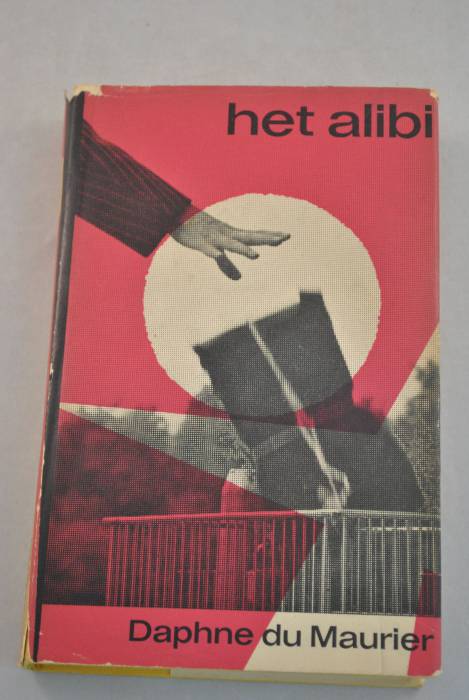 het alibi
Daphne du Maurier